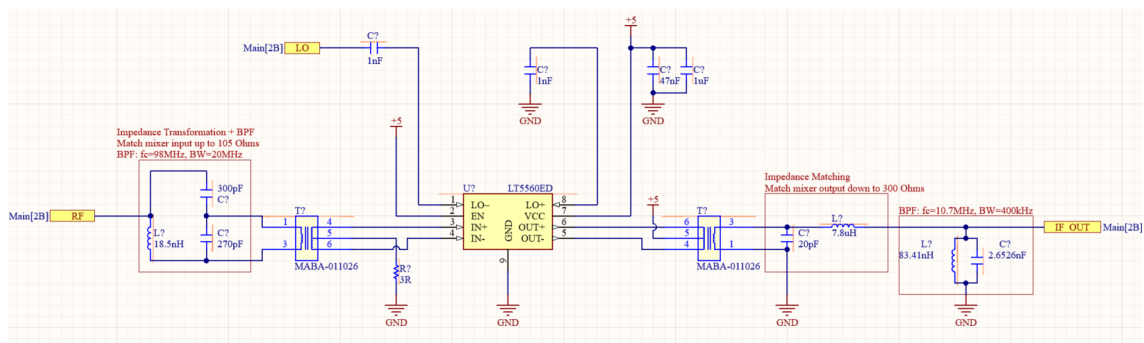 +5
Main[2B] LO
C?
1nF
C?
1nF
C?
47nF
C?
1uF
GND
GND
Impedance Transformation + BPF
Match mixer input up to 105 Ohms
BPF: fc=98MHz, BW=20MHz
+5
300pF
C?
L?
18.5nH
C?
270pF
Main[2B] RF
T?
1
3
4
5
6
MABA-011026
R?
3R
GND
U?
LT5560ED
1
2
3
4
LO-
EN
IN+
IN-
GND
9
LO+
VCC
OUT+
OUT-
8
7
6
5
GND
+5
T?
6
5
4
3
1
MABA-011026
Impedance Matching
Match mixer output down to 300 Ohms
C?
20pF
L?
7.8uH
GND
BPF: fc=10.7MHz, BW=400kHz
L?
83.41nH
C?
2.6526nF
GND
IF_OUT Main[2B]